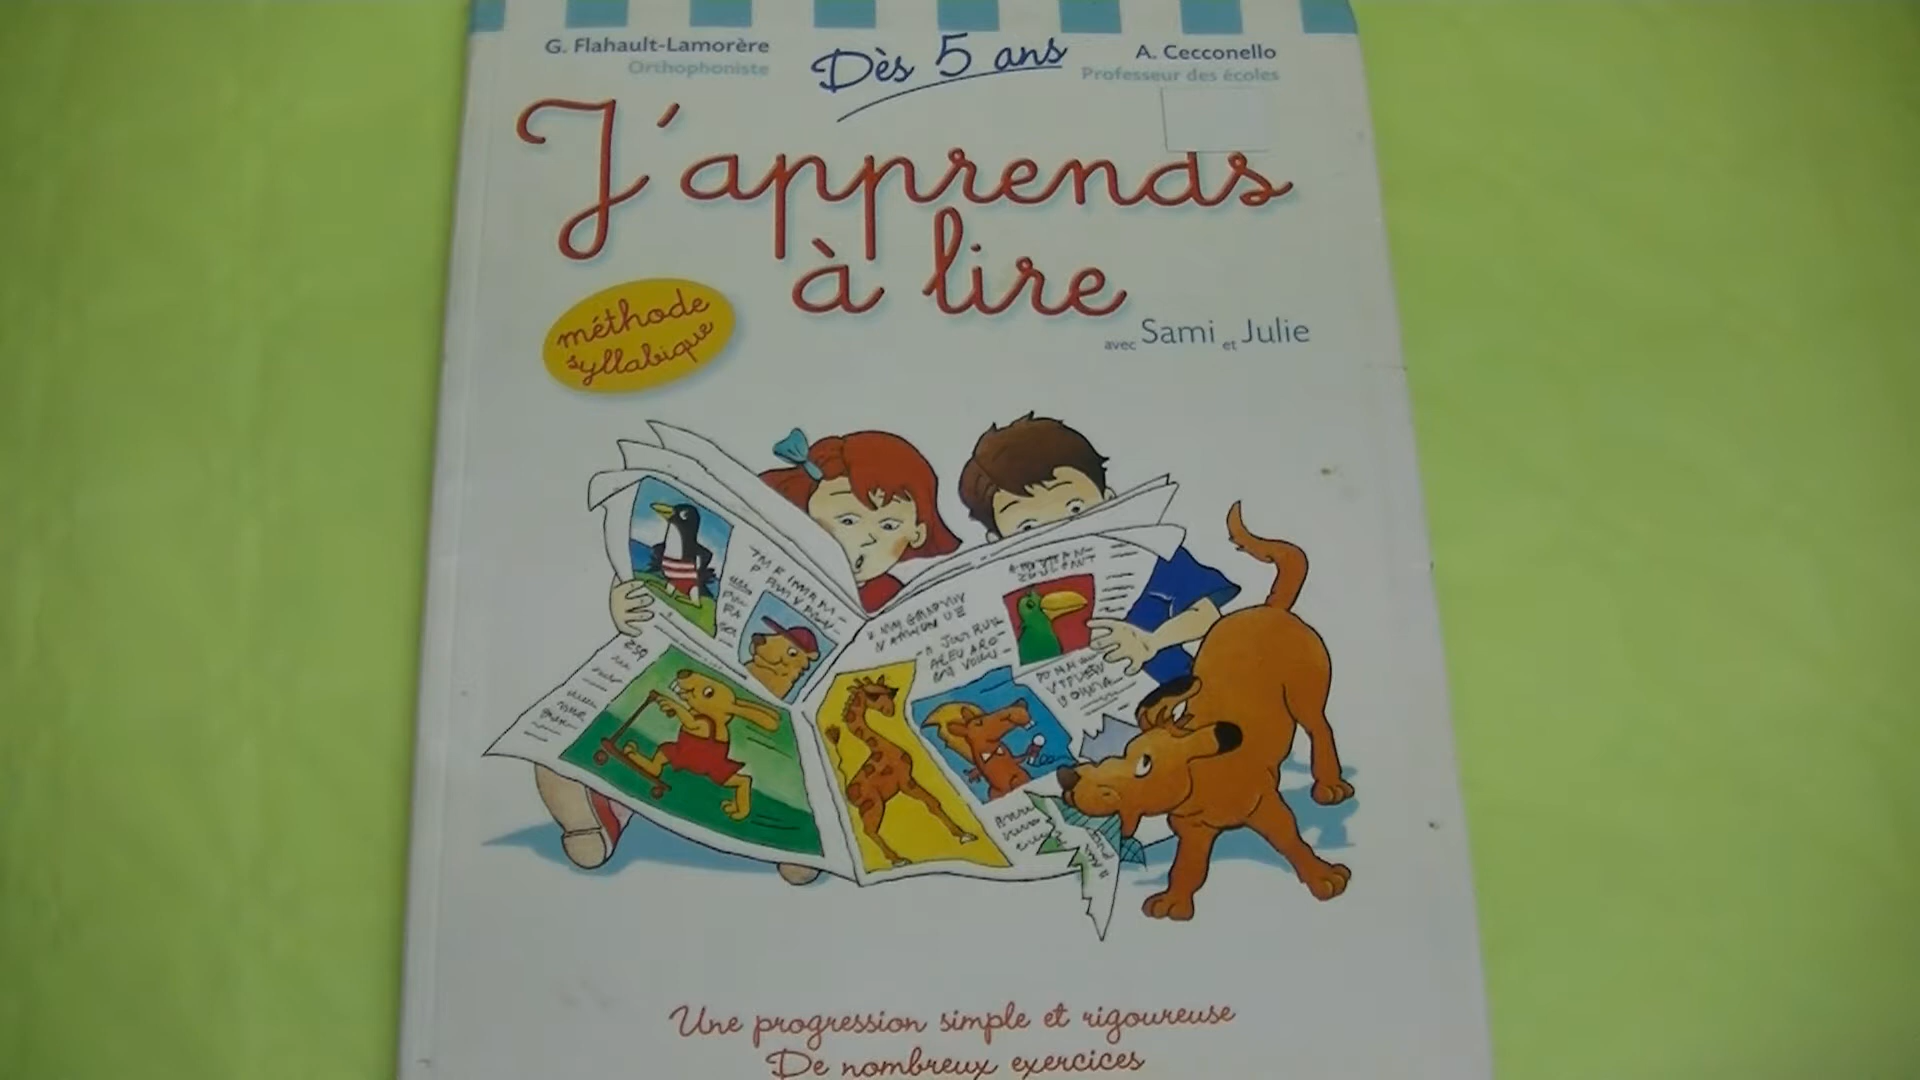 G. Flahault-Lamorère
Orthophoniste
Dès 5 ans
A. Cecconello
Professeur des écoles
J'apprends
à lire
avec Sami et Julie
méthode
syllabique
Une progression simple et rigoureuse
De nombreux exercices